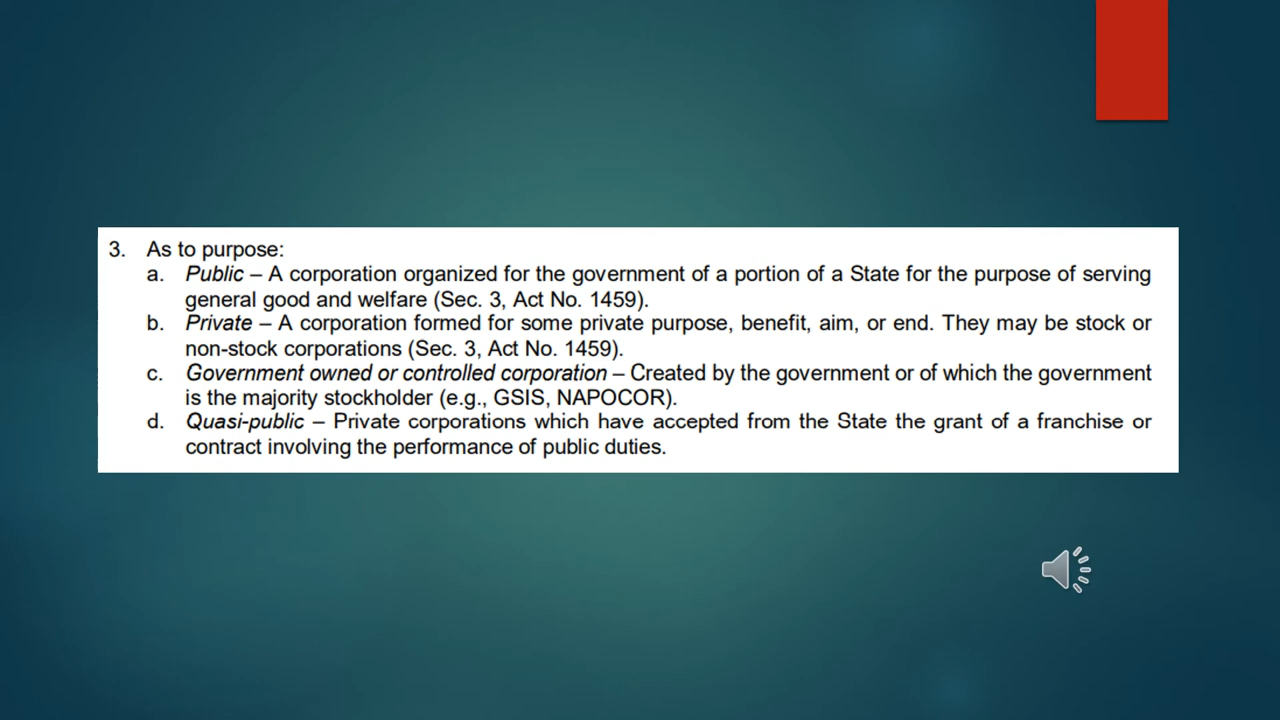 3. As to purpose:
a. Public – A corporation organized for the government of a portion of a State for the purpose of serving
general good and welfare (Sec. 3, Act No. 1459).
b. Private – A corporation formed for some private purpose, benefit, aim, or end. They may be stock or
non-stock corporations (Sec. 3, Act No. 1459).
c. Government owned or controlled corporation – Created by the government or of which the government
is the majority stockholder (e.g., GSIS, NAPOCOR).
d. Quasi-public – Private corporations which have accepted from the State the grant of a franchise or
contract involving the performance of public duties.